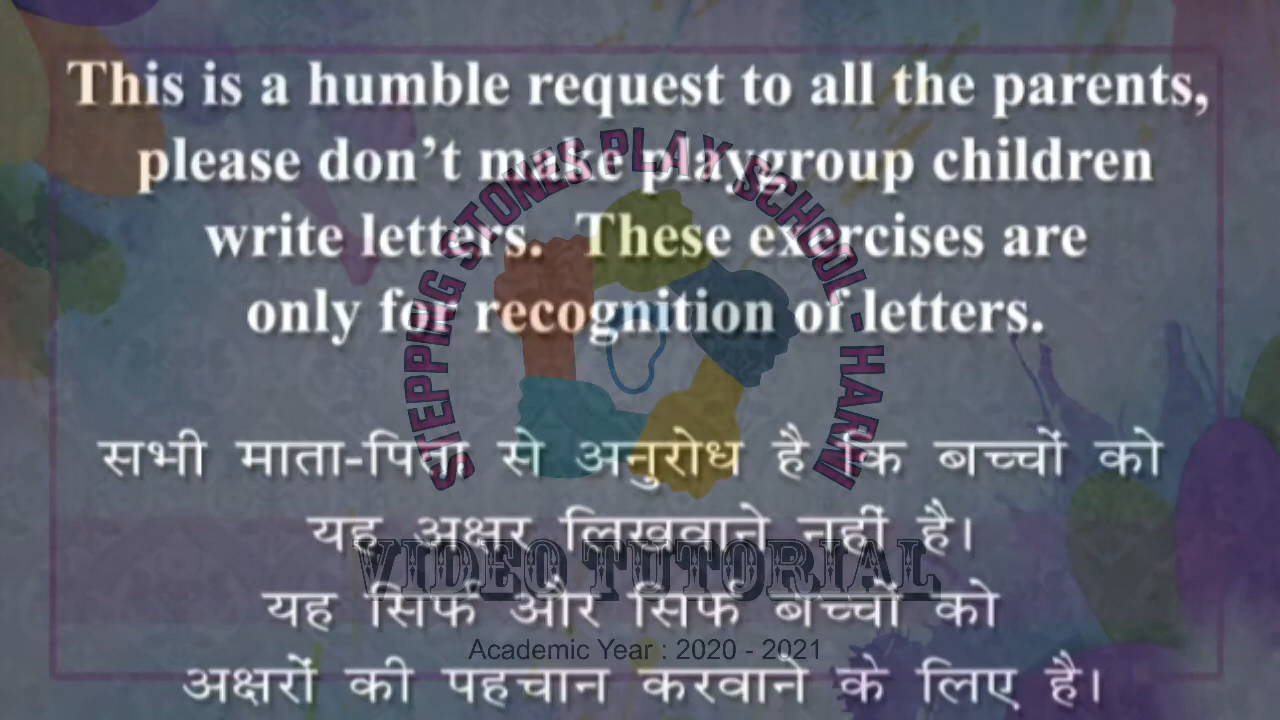 This is a humble request to all the parents,
please don't make playgroup children
write letters. These exercises are
only for recognition of letters.
STEPPING STONES PLAY SCHOOL - HARNI
सभी माता-पिता से अनुरोध है कि बच्चों को
यह अक्षर लिखवाने नहीं है।
VIDEO TUTORIAL
यह सिर्फ और सिर्फ बच्चों को
Academic Year : 2020 - 2021
अक्षरों की पहचान करवाने के लिए है।